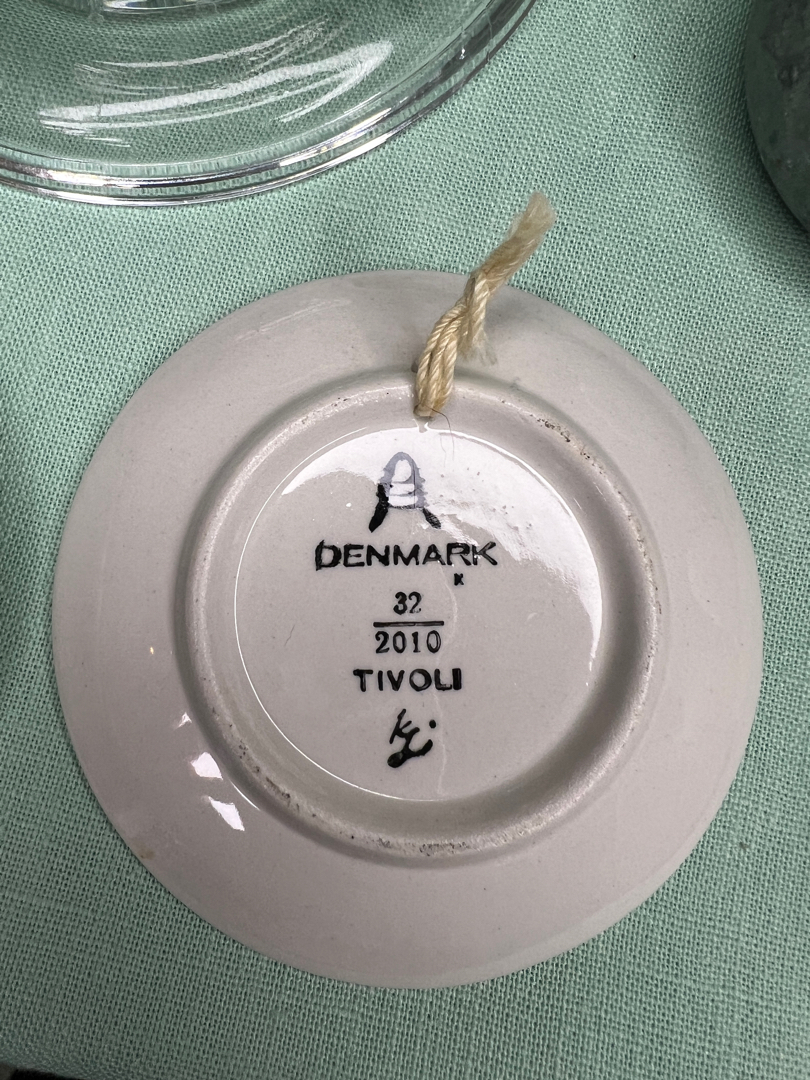 DENMARK
K
32
2010
TIVOLI